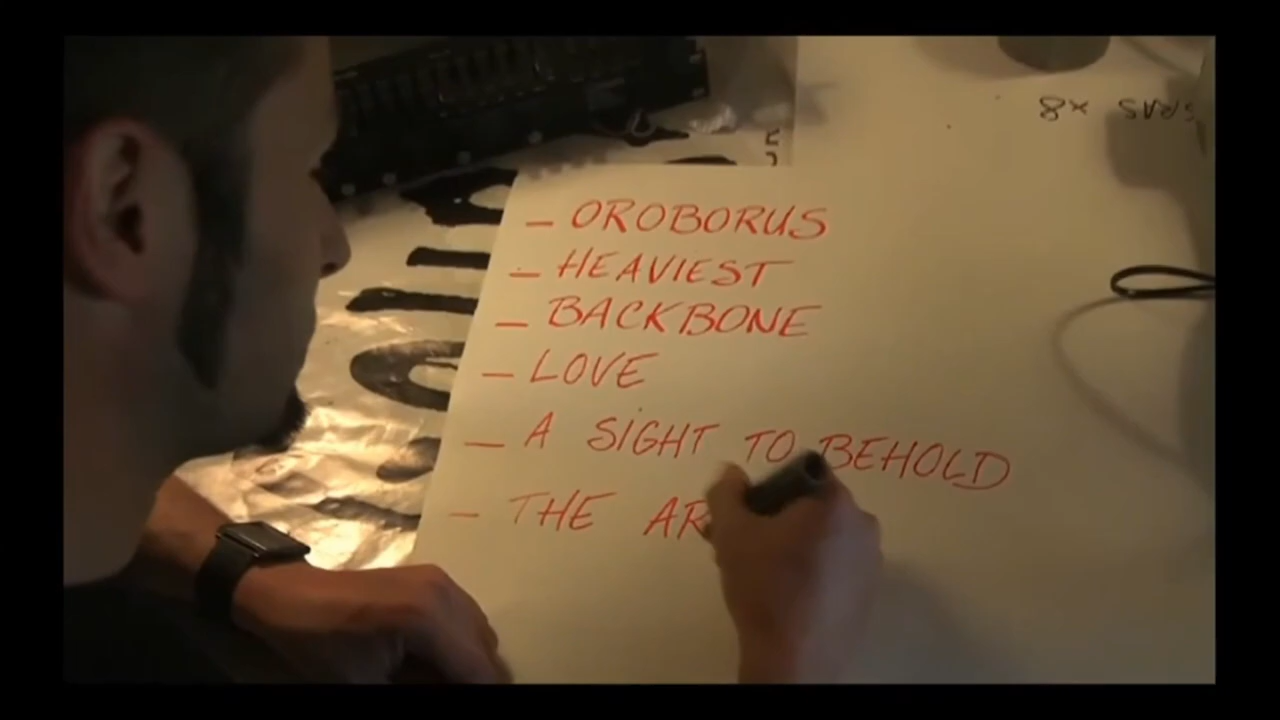 – OROBORUS
– HEAVIEST
– BACKBONE
– LOVE
– A SIGHT TO BEHOLD
– THE AR